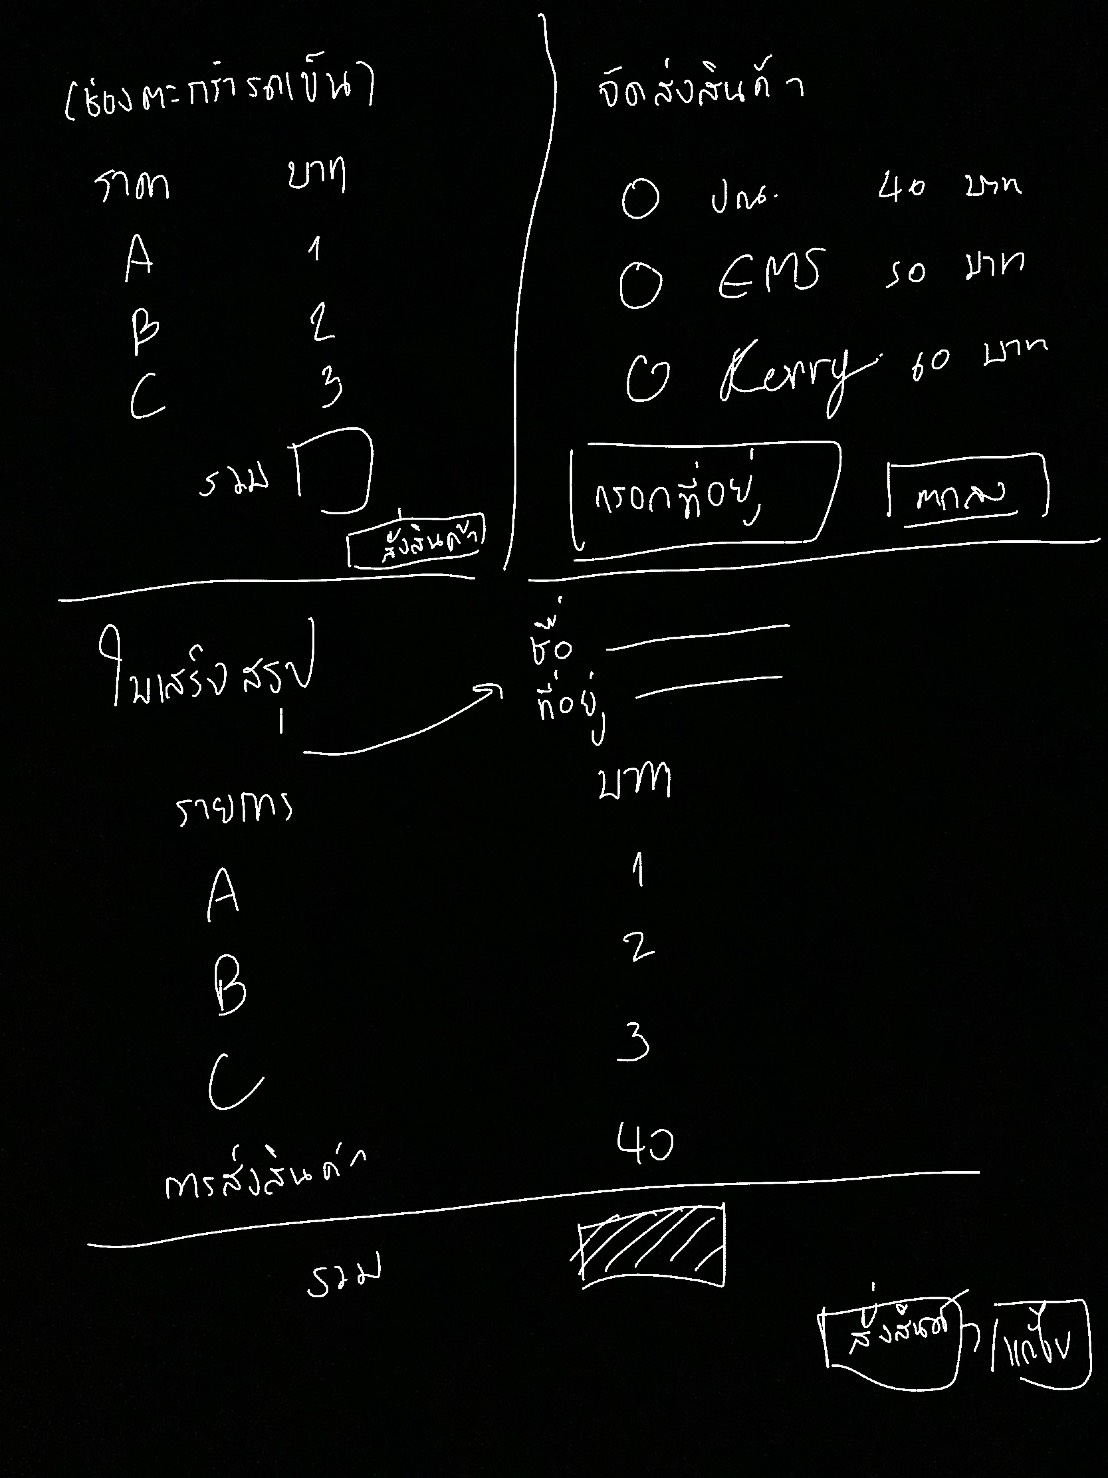 (ช่องตะกร้ารถเข็น)
ราคา บาท
A 1
B 2
C 3
รวม
สั่งสินค้า
จัดส่งสินค้า
ปณ. 40 บาท
EMS 50 บาท
Kerry 60 บาท
กรอกที่อยู่ ตกลง
ใบเสร็จสรุป
ชื่อ
ที่อยู่
รายการ บาท
A 1
B 2
C 3
การส่งสินค้า 40
รวม
สั่งสินค้า แก้ไข